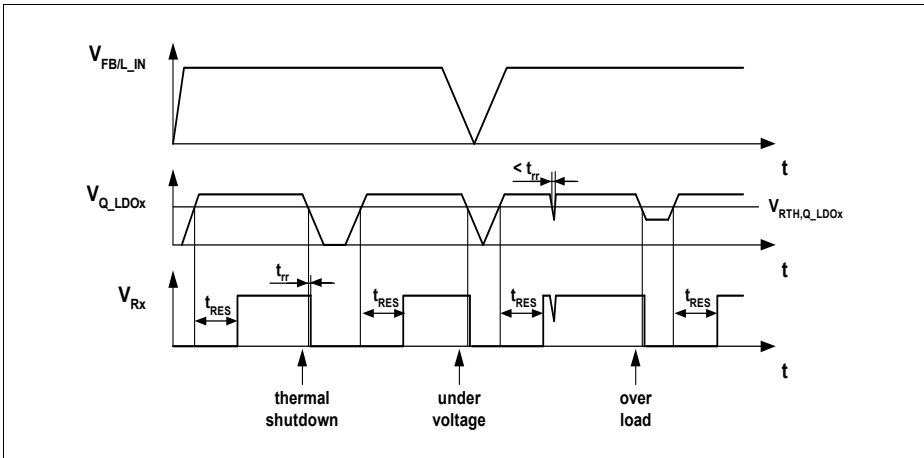 V_FB/L_IN
t
< t_rr
V_Q_LDOx
V_RTH,Q_LDOx
t
t_rr
V_Rx
t_RES
t_RES
t_RES
t_RES
t
thermal
shutdown
under
voltage
over
load